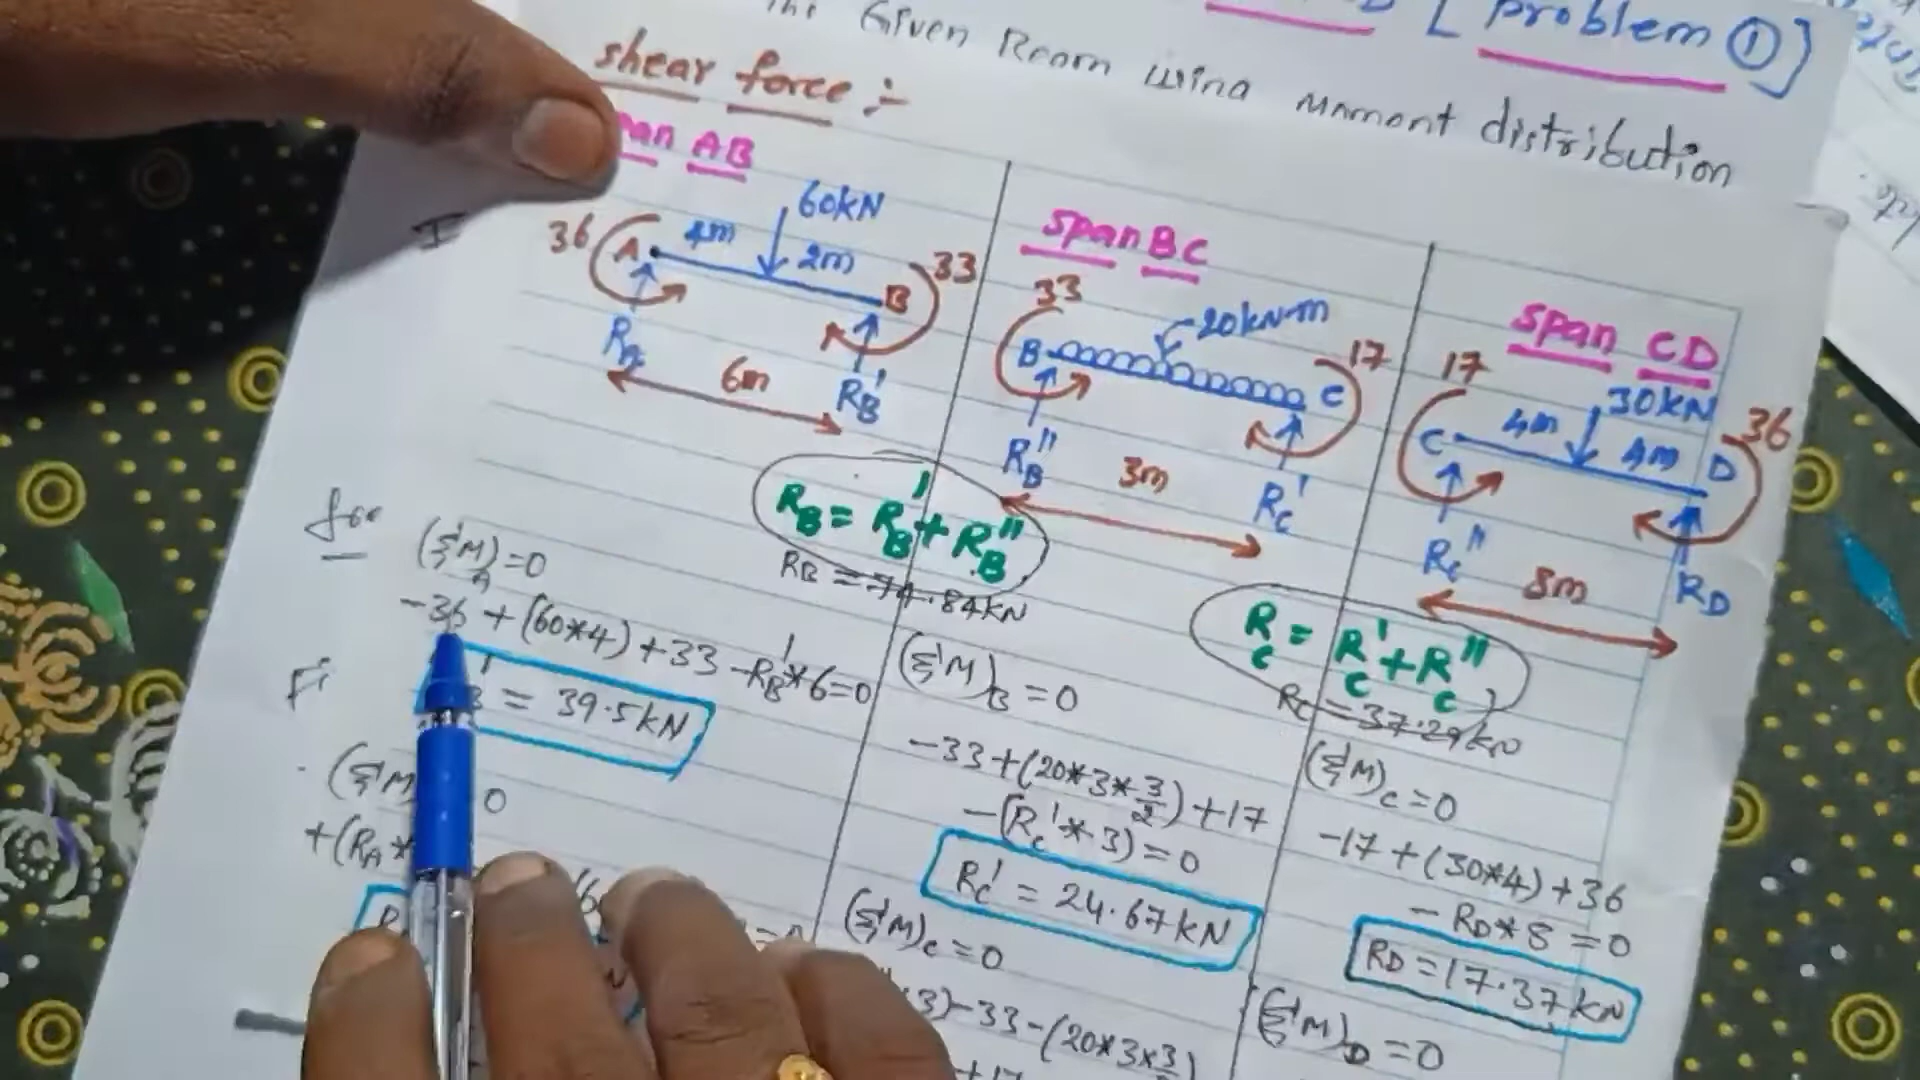 [problem ①]
Given Beam using moment distribution
shear force :-
Span AB
60kN
36 A 4m 2m B 33
RA RB'
6m
Span BC
33 20kN-m 17
B C
RB'' RC'
3m
Span CD
17 30kN 36
C 4m 4m D
RC'' RD
8m
RB = RB' + RB''
RB = 74.84kN
RC = RC' + RC''
RC = 37.29kN
for
(ΣM)A = 0
-36 + (60*4) + 33 - RB'*6 = 0
= 39.5kN
0
+(RA*
(ΣM)B = 0
-33 + (20*3*3/2) + 17
-(RC'*3) = 0
RC' = 24.67kN
(ΣM)C = 0
3) - 33 - (20*3*3/
+17
(ΣM)C = 0
-17 + (30*4) + 36
- RD*8 = 0
RD = 17.37kN
(ΣM)D = 0